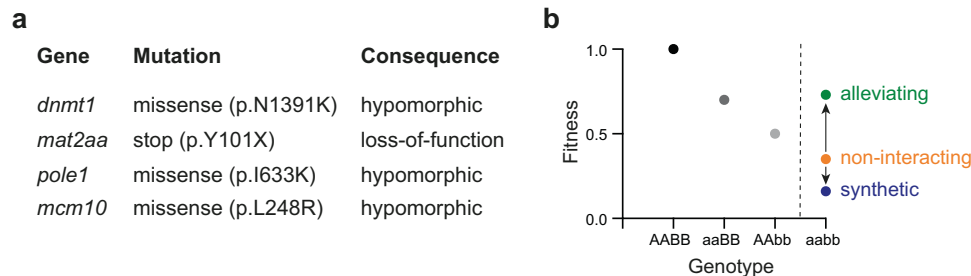 a
Gene Mutation Consequence
dnmt1 missense (p.N1391K) hypomorphic
mat2aa stop (p.Y101X) loss-of-function
pole1 missense (p.I633K) hypomorphic
mcm10 missense (p.L248R) hypomorphic
b
1.0
0.5
0.0
Fitness
alleviating
non-interacting
synthetic
AABB aaBB AAbb aabb
Genotype